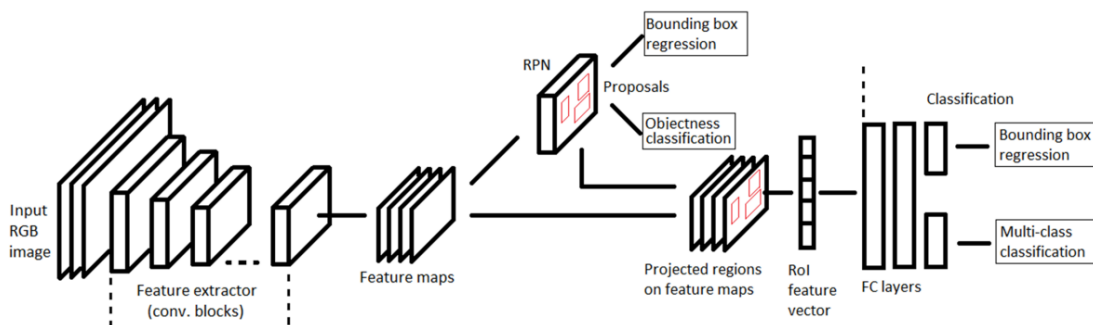 Input
RGB
image
Feature extractor
(conv. blocks)
Feature maps
RPN
Proposals
Bounding box
regression
Objectness
classification
Projected regions
on feature maps
RoI
feature
vector
FC layers
Classification
Bounding box
regression
Multi-class
classification